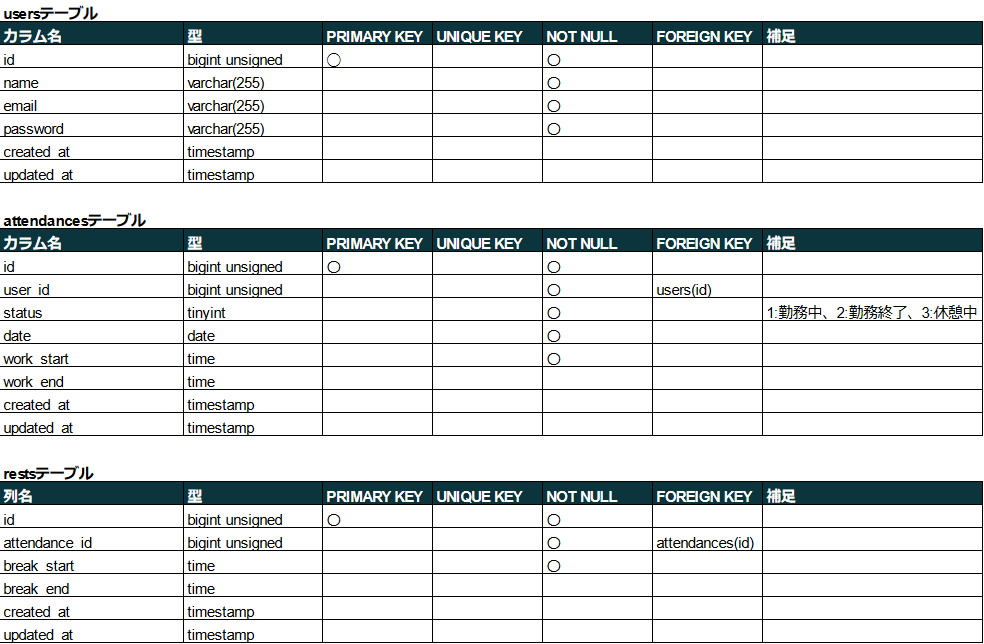 usersテーブル
カラム名 型 PRIMARY KEY UNIQUE KEY NOT NULL FOREIGN KEY 補足
id bigint unsigned 〇 〇
name varchar(255) 〇
email varchar(255) 〇
password varchar(255) 〇
created_at timestamp
updated_at timestamp
attendancesテーブル
カラム名 型 PRIMARY KEY UNIQUE KEY NOT NULL FOREIGN KEY 補足
id bigint unsigned 〇 〇
user_id bigint unsigned 〇 users(id)
status tinyint 〇 1:勤務中、2:勤務終了、3:休憩中
date date 〇
work_start time 〇
work_end time
created_at timestamp
updated_at timestamp
restsテーブル
列名 型 PRIMARY KEY UNIQUE KEY NOT NULL FOREIGN KEY 補足
id bigint unsigned 〇 〇
attendance_id bigint unsigned 〇 attendances(id)
break_start time 〇
break_end time
created_at timestamp
updated_at timestamp